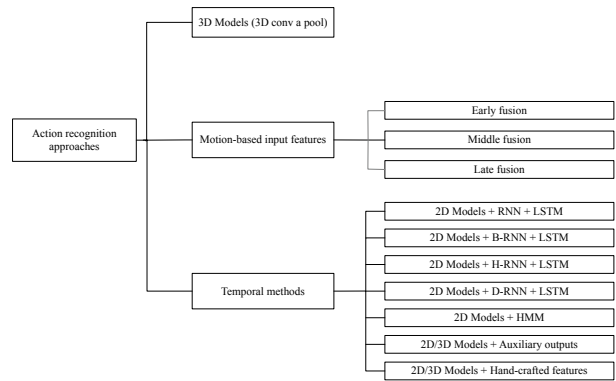 3D Models (3D conv a pool)
Action recognition
approaches
Motion-based input features
Early fusion
Middle fusion
Late fusion
Temporal methods
2D Models + RNN + LSTM
2D Models + B-RNN + LSTM
2D Models + H-RNN + LSTM
2D Models + D-RNN + LSTM
2D Models + HMM
2D/3D Models + Auxiliary outputs
2D/3D Models + Hand-crafted features